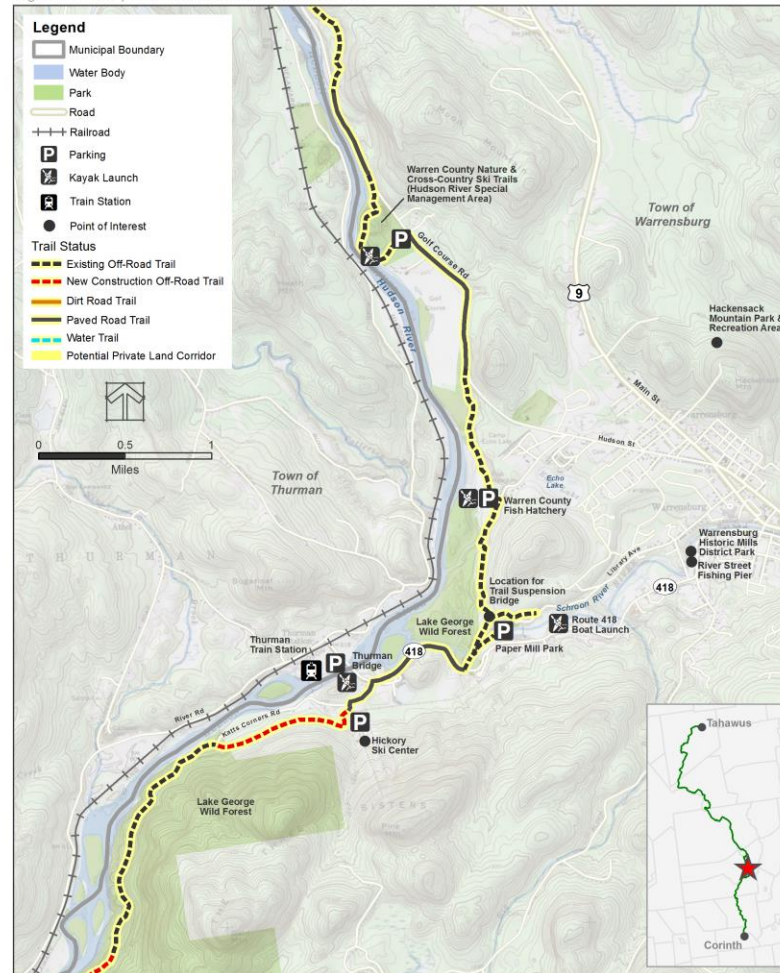 Legend
Municipal Boundary
Water Body
Park
Road
Railroad
P
Parking
Kayak Launch
Train Station
Point of Interest
Trail Status
Existing Off-Road Trail
New Construction Off-Road Trail
Dirt Road Trail
Paved Road Trail
Water Trail
Potential Private Land Corridor
0 0.5 1
Miles
Warren County Nature &
Cross-Country Ski Trails
(Hudson River Special
Management Area)
Town of
Warrensburg
P
Golf Course Rd
Hudson River
9
Hackensack
Mountain Park &
Recreation Area
Main St
Hudson St
Town of
Thurman
Echo
Lake
P
Warren County
Fish Hatchery
Warrensburg
Warrensburg
Historic Mills
District Park
River Street
Fishing Pier
Library Ave
418
Schroon River
Location for
Trail Suspension
Bridge
Lake George
Wild Forest
P
Paper Mill Park
Route 418
Boat Launch
THURMAN
Thurman
Train Station
P
Thurman
Bridge
418
River Rd
Katts Corners Rd
P
Hickory
Ski Center
Lake George
Wild Forest
SISTERS
Tahawus
Corinth